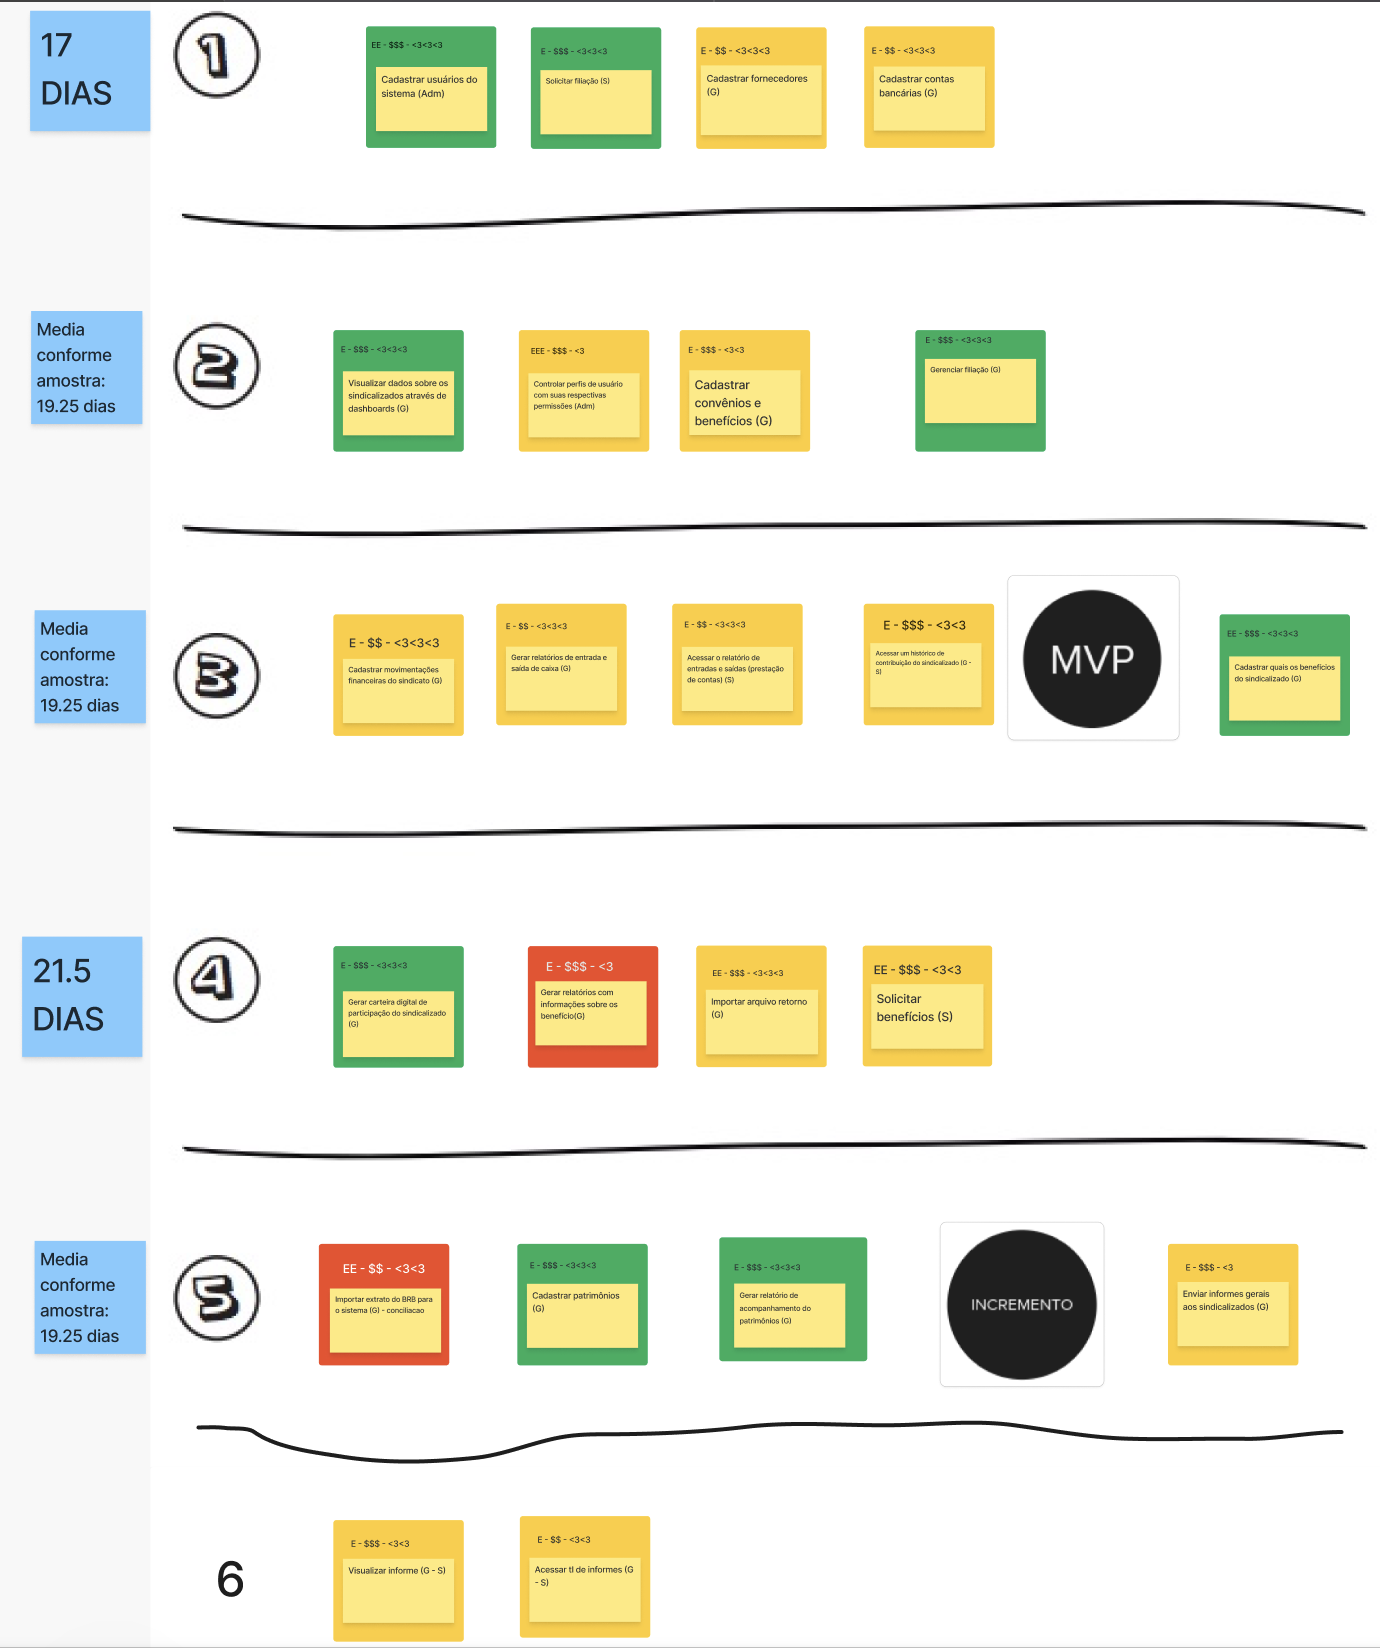 17
DIAS
1
EE - $$$ - <3<3<3
Cadastrar usuários do
sistema (Adm)
E - $$$ - <3<3<3
Solicitar filiação (S)
E - $$ - <3<3<3
Cadastrar fornecedores
(G)
E - $$ - <3<3<3
Cadastrar contas
bancárias (G)
Media
conforme
amostra:
19.25 dias
2
E - $$$ - <3<3<3
Visualizar dados sobre os
sindicalizados através de
dashboards (G)
EEE - $$$ - <3
Controlar perfis de usuário
com suas respectivas
permissões (Adm)
E - $$$ - <3<3
Cadastrar
convênios e
benefícios (G)
E - $$$ - <3<3<3
Gerenciar filiação (G)
Media
conforme
amostra:
19.25 dias
3
E - $$ - <3<3<3
Cadastrar movimentações
financeiras do sindicato (G)
E - $$ - <3<3<3
Gerar relatórios de entrada e
saída de caixa (G)
E - $$ - <3<3<3
Acessar o relatório de
entradas e saídas (prestação
de contas) (S)
E - $$$ - <3<3
Acessar um histórico de
contribuição do sindicalizado (G -
S)
MVP
EE - $$$ - <3<3<3
Cadastrar quais os benefícios
do sindicalizado (G)
21.5
DIAS
4
E - $$$ - <3<3<3
Gerar carteira digital de
participação do sindicalizado
(G)
E - $$$ - <3
Gerar relatórios com
informações sobre os
benefício(G)
EE - $$$ - <3<3<3
Importar arquivo retorno
(G)
EE - $$$ - <3<3
Solicitar
benefícios (S)
Media
conforme
amostra:
19.25 dias
5
EE - $$ - <3<3
Importar extrato do BRB para
o sistema (G) - conciliacao
E - $$$ - <3<3<3
Cadastrar patrimônios
(G)
E - $$$ - <3<3<3
Gerar relatório de
acompanhamento do
patrimônios (G)
INCREMENTO
E - $$$ - <3
Enviar informes gerais
aos sindicalizados (G)
6
E - $$$ - <3<3
Visualizar informe (G - S)
E - $$ - <3<3
Acessar tl de informes (G
- S)